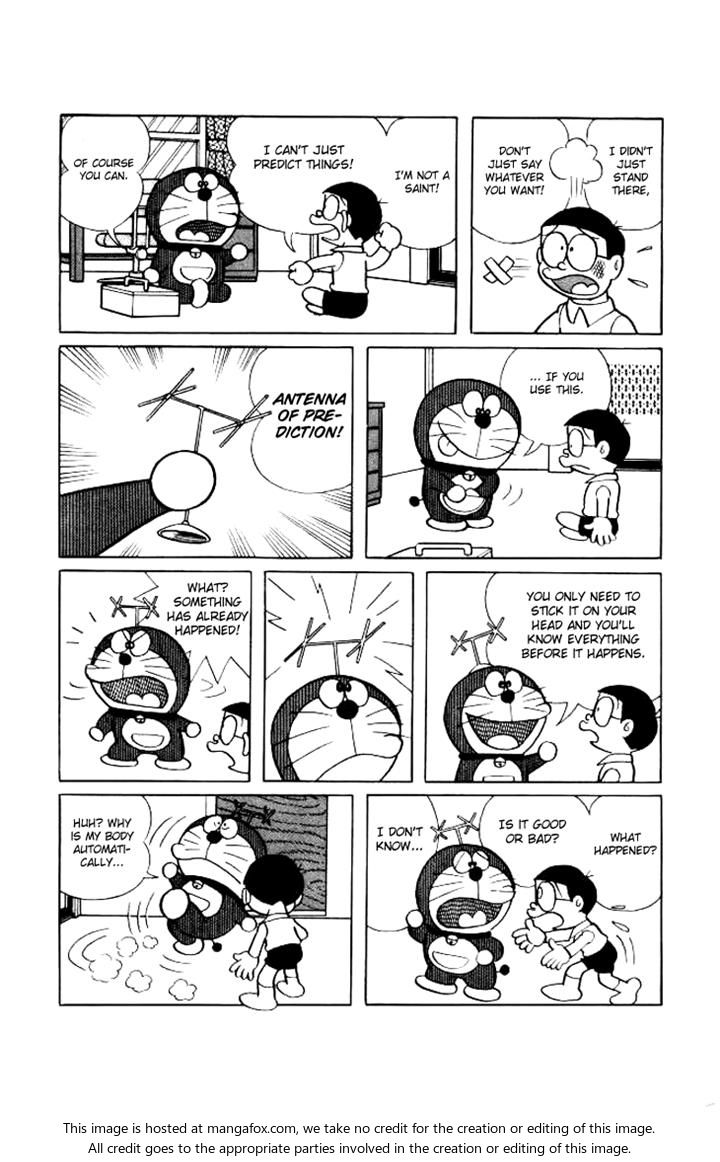 I DIDN'T
JUST
STAND
THERE,
DON'T
JUST SAY
WHATEVER
YOU WANT!
I'M NOT A
SAINT!
I CAN'T JUST
PREDICT THINGS!
OF COURSE
YOU CAN.
... IF YOU
USE THIS.
ANTENNA
OF PRE-
DICTION!
YOU ONLY NEED TO
STICK IT ON YOUR
HEAD AND YOU'LL
KNOW EVERYTHING
BEFORE IT HAPPENS.
WHAT?
SOMETHING
HAS ALREADY
HAPPENED!
WHAT
HAPPENED?
IS IT GOOD
OR BAD?
I DON'T
KNOW...
HUH? WHY
IS MY BODY
AUTOMATI-
CALLY...
This image is hosted at mangafox.com, we take no credit for the creation or editing of this image.
All credit goes to the appropriate parties involved in the creation or editing of this image.